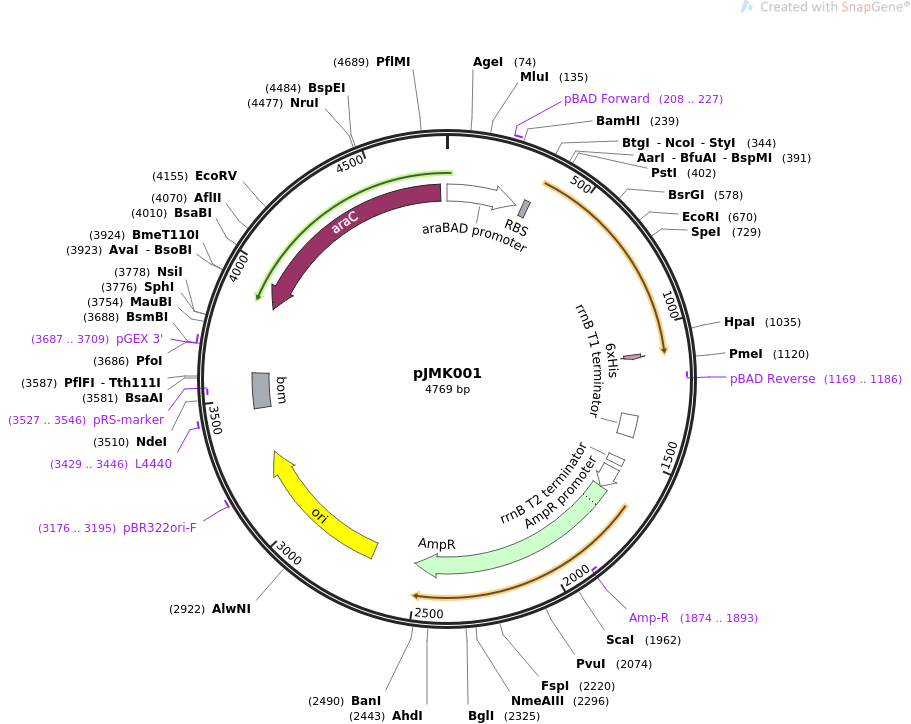 Created with SnapGene®
(4689) PflMI
AgeI (74)
MluI (135)
(4484) BspEI
(4477) NruI
pBAD Forward (208 .. 227)
BamHI (239)
BtgI - NcoI - StyI (344)
AarI - BfuAI - BspMI (391)
PstI (402)
BsrGI (578)
EcoRI (670)
SpeI (729)
(4155) EcoRV
(4070) AflII
(4010) BsaBI
(3924) BmeT110I
(3923) AvaI - BsoBI
(3778) NsiI
(3776) SphI
(3754) MauBI
(3688) BsmBI
(3687 .. 3709) pGEX 3'
(3686) PfoI
(3587) PflFI - Tth111I
(3581) BsaAI
(3527 .. 3546) pRS-marker
(3510) NdeI
(3429 .. 3446) L4440
(3176 .. 3195) pBR322ori-F
(2922) AlwNI
HpaI (1035)
PmeI (1120)
pBAD Reverse (1169 .. 1186)
Amp-R (1874 .. 1893)
ScaI (1962)
PvuI (2074)
FspI (2220)
NmeAIII (2296)
BglI (2325)
(2490) BanI
(2443) AhdI
4500
500
4000
1000
3500
1500
3000
2000
2500
araC
araBAD promoter
RBS
6xHis
rrnB T1 terminator
rrnB T2 terminator
AmpR promoter
AmpR
ori
bom
pJMK001
4769 bp